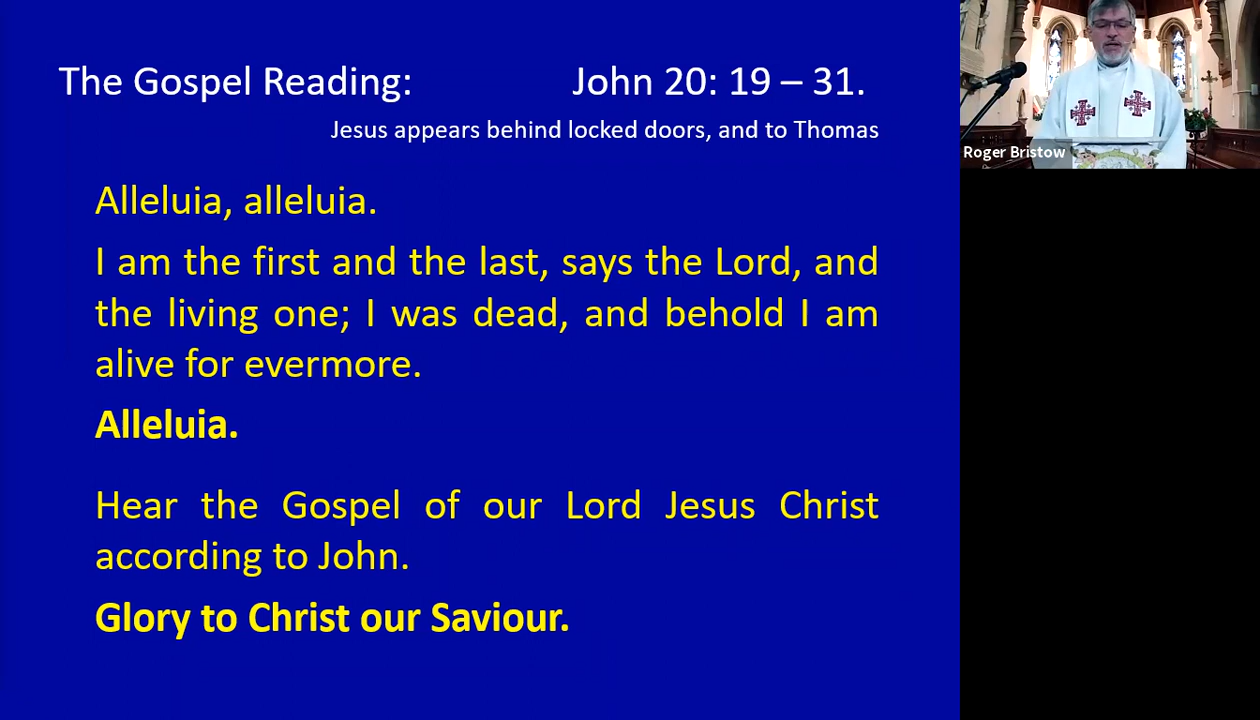 The Gospel Reading: John 20: 19 – 31.
Jesus appears behind locked doors, and to Thomas
Alleluia, alleluia.
I am the first and the last, says the Lord, and
the living one; I was dead, and behold I am
alive for evermore.
Alleluia.
Hear the Gospel of our Lord Jesus Christ
according to John.
Glory to Christ our Saviour.
Roger Bristow